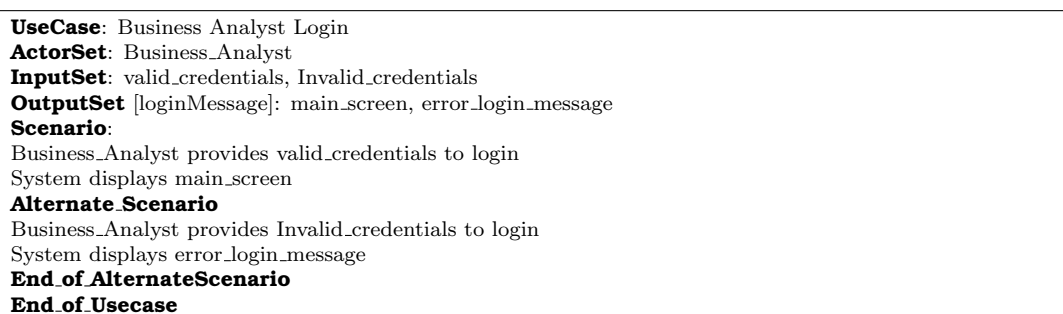 UseCase: Business Analyst Login
ActorSet: Business_Analyst
InputSet: valid_credentials, Invalid_credentials
OutputSet [loginMessage]: main_screen, error_login_message
Scenario:
Business_Analyst provides valid_credentials to login
System displays main_screen
Alternate_Scenario
Business_Analyst provides Invalid_credentials to login
System displays error_login_message
End_of_AlternateScenario
End_of_Usecase